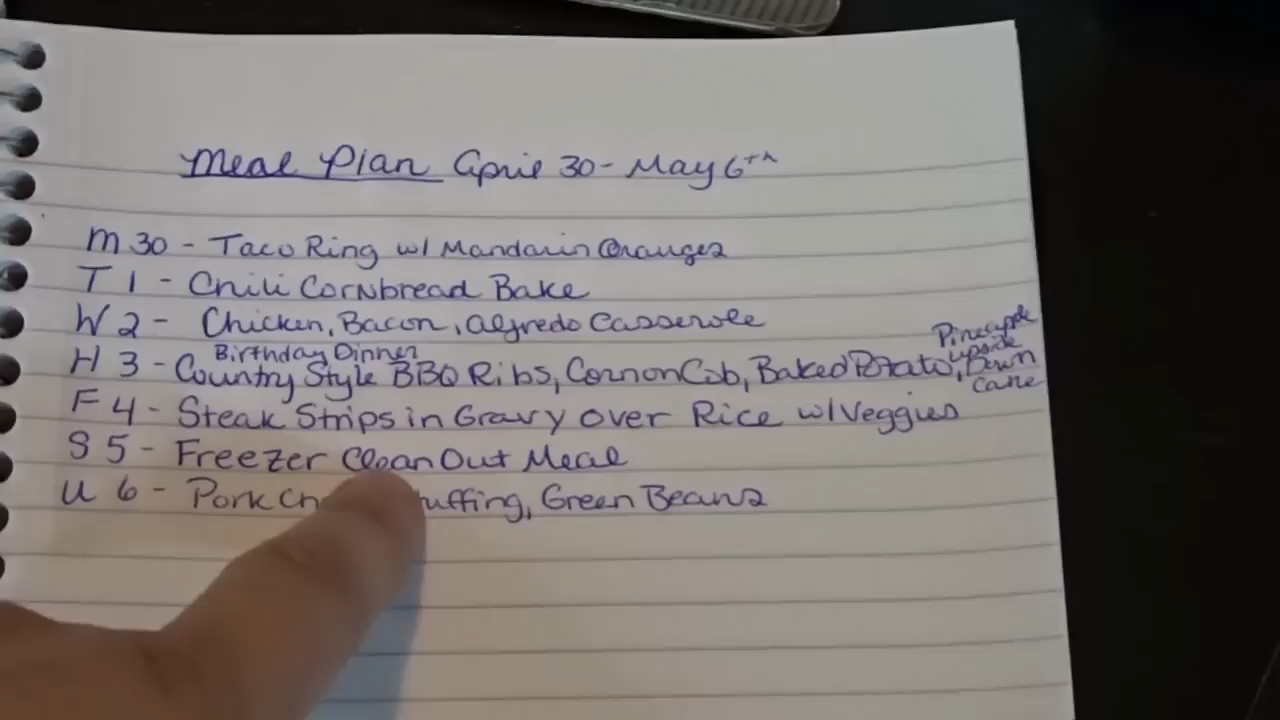 Meal Plan April 30 - May 6th
M 30 - Taco Ring w/ Mandarin Oranges
T 1 - Chili Cornbread Bake
W 2 - Chicken, Bacon, Alfredo Casserole
Birthday Dinner
H 3 - Country Style BBQ Ribs, Corn on Cob, Baked Potato, Pineapple
upside
Down
Cake
F 4 - Steak Strips in Gravy over Rice w/ Veggies
S 5 - Freezer Clean Out Meal
U 6 - Pork Green Beans